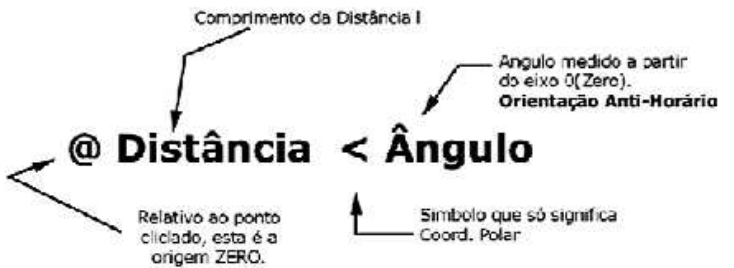 Comprimento da Distância l
Angulo medido a partir
do eixo 0(Zero).
Orientação Anti-Horário
@ Distância < Ângulo
Relativo ao ponto
cliclado, esta é a
origem ZERO.
Simbolo que só significa
Coord. Polar